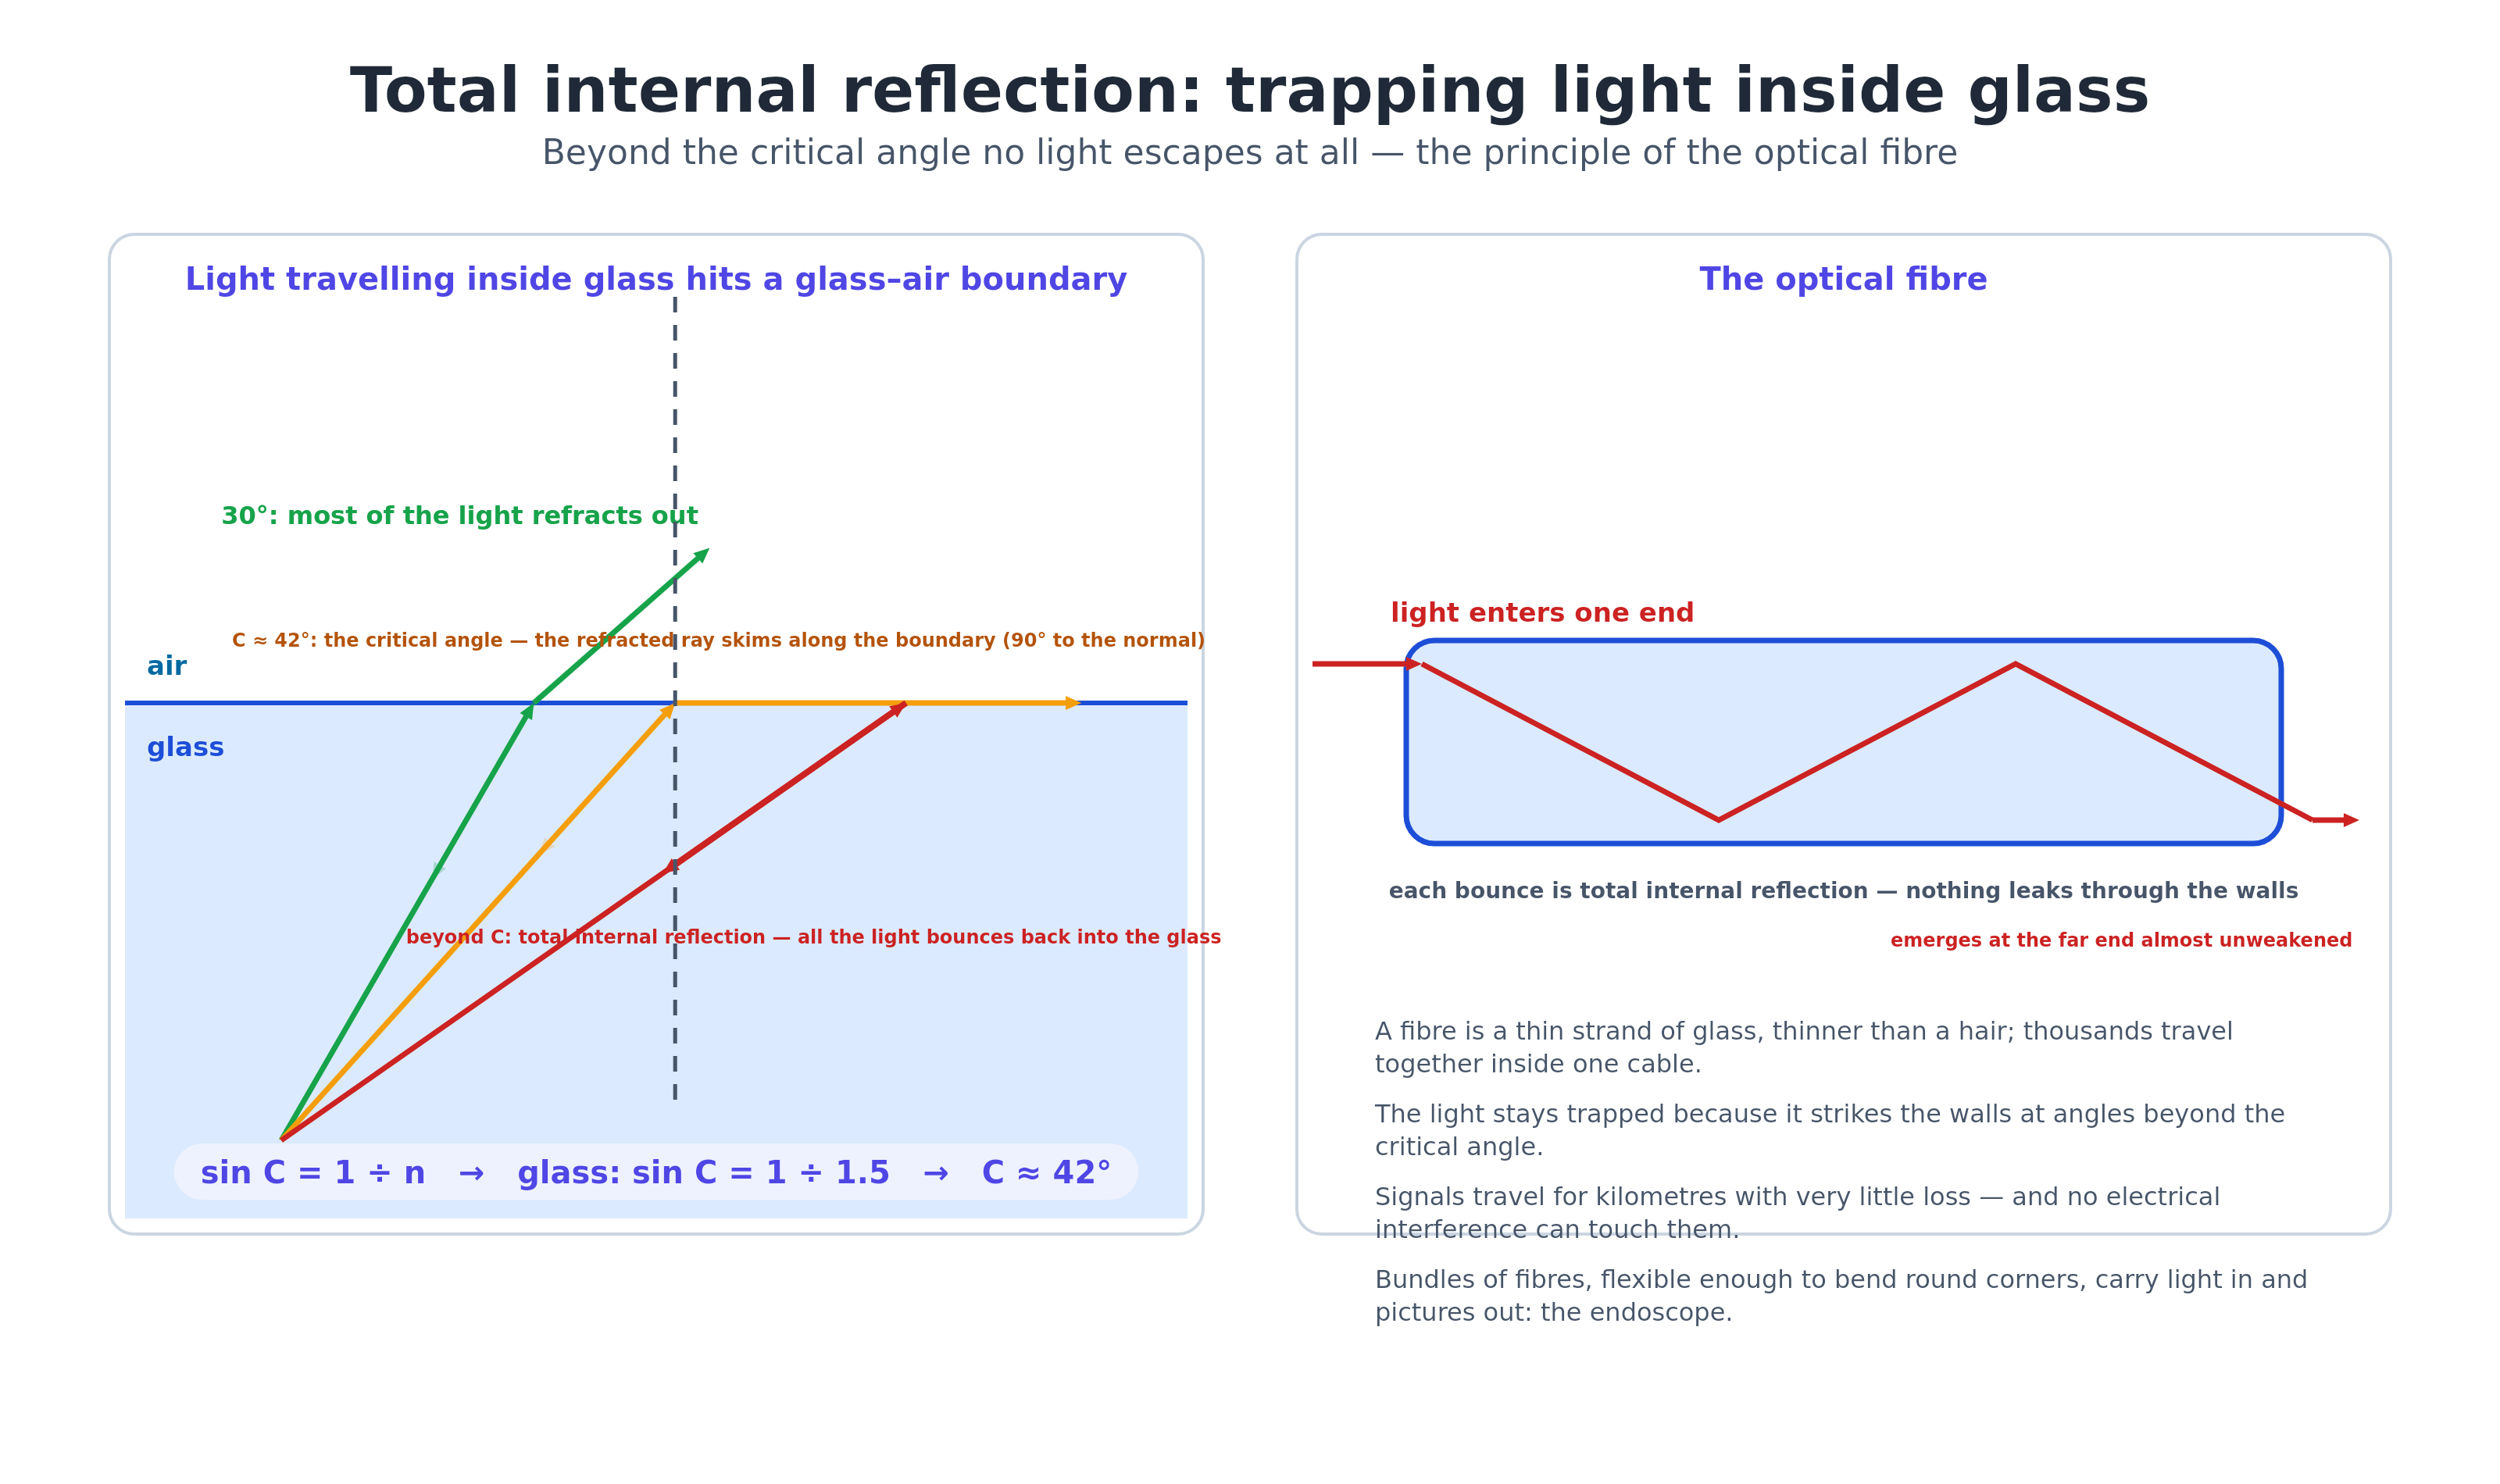 Total internal reflection: trapping light inside glass
Beyond the critical angle no light escapes at all — the principle of the optical fibre
Light travelling inside glass hits a glass–air boundary
30°: most of the light refracts out
C ≈ 42°: the critical angle — the refracted ray skims along the boundary (90° to the normal)
air
glass
beyond C: total internal reflection — all the light bounces back into the glass
sin C = 1 ÷ n → glass: sin C = 1 ÷ 1.5 → C ≈ 42°
The optical fibre
light enters one end
each bounce is total internal reflection — nothing leaks through the walls
emerges at the far end almost unweakened
A fibre is a thin strand of glass, thinner than a hair; thousands travel
together inside one cable.
The light stays trapped because it strikes the walls at angles beyond the
critical angle.
Signals travel for kilometres with very little loss — and no electrical
interference can touch them.
Bundles of fibres, flexible enough to bend round corners, carry light in and
pictures out: the endoscope.